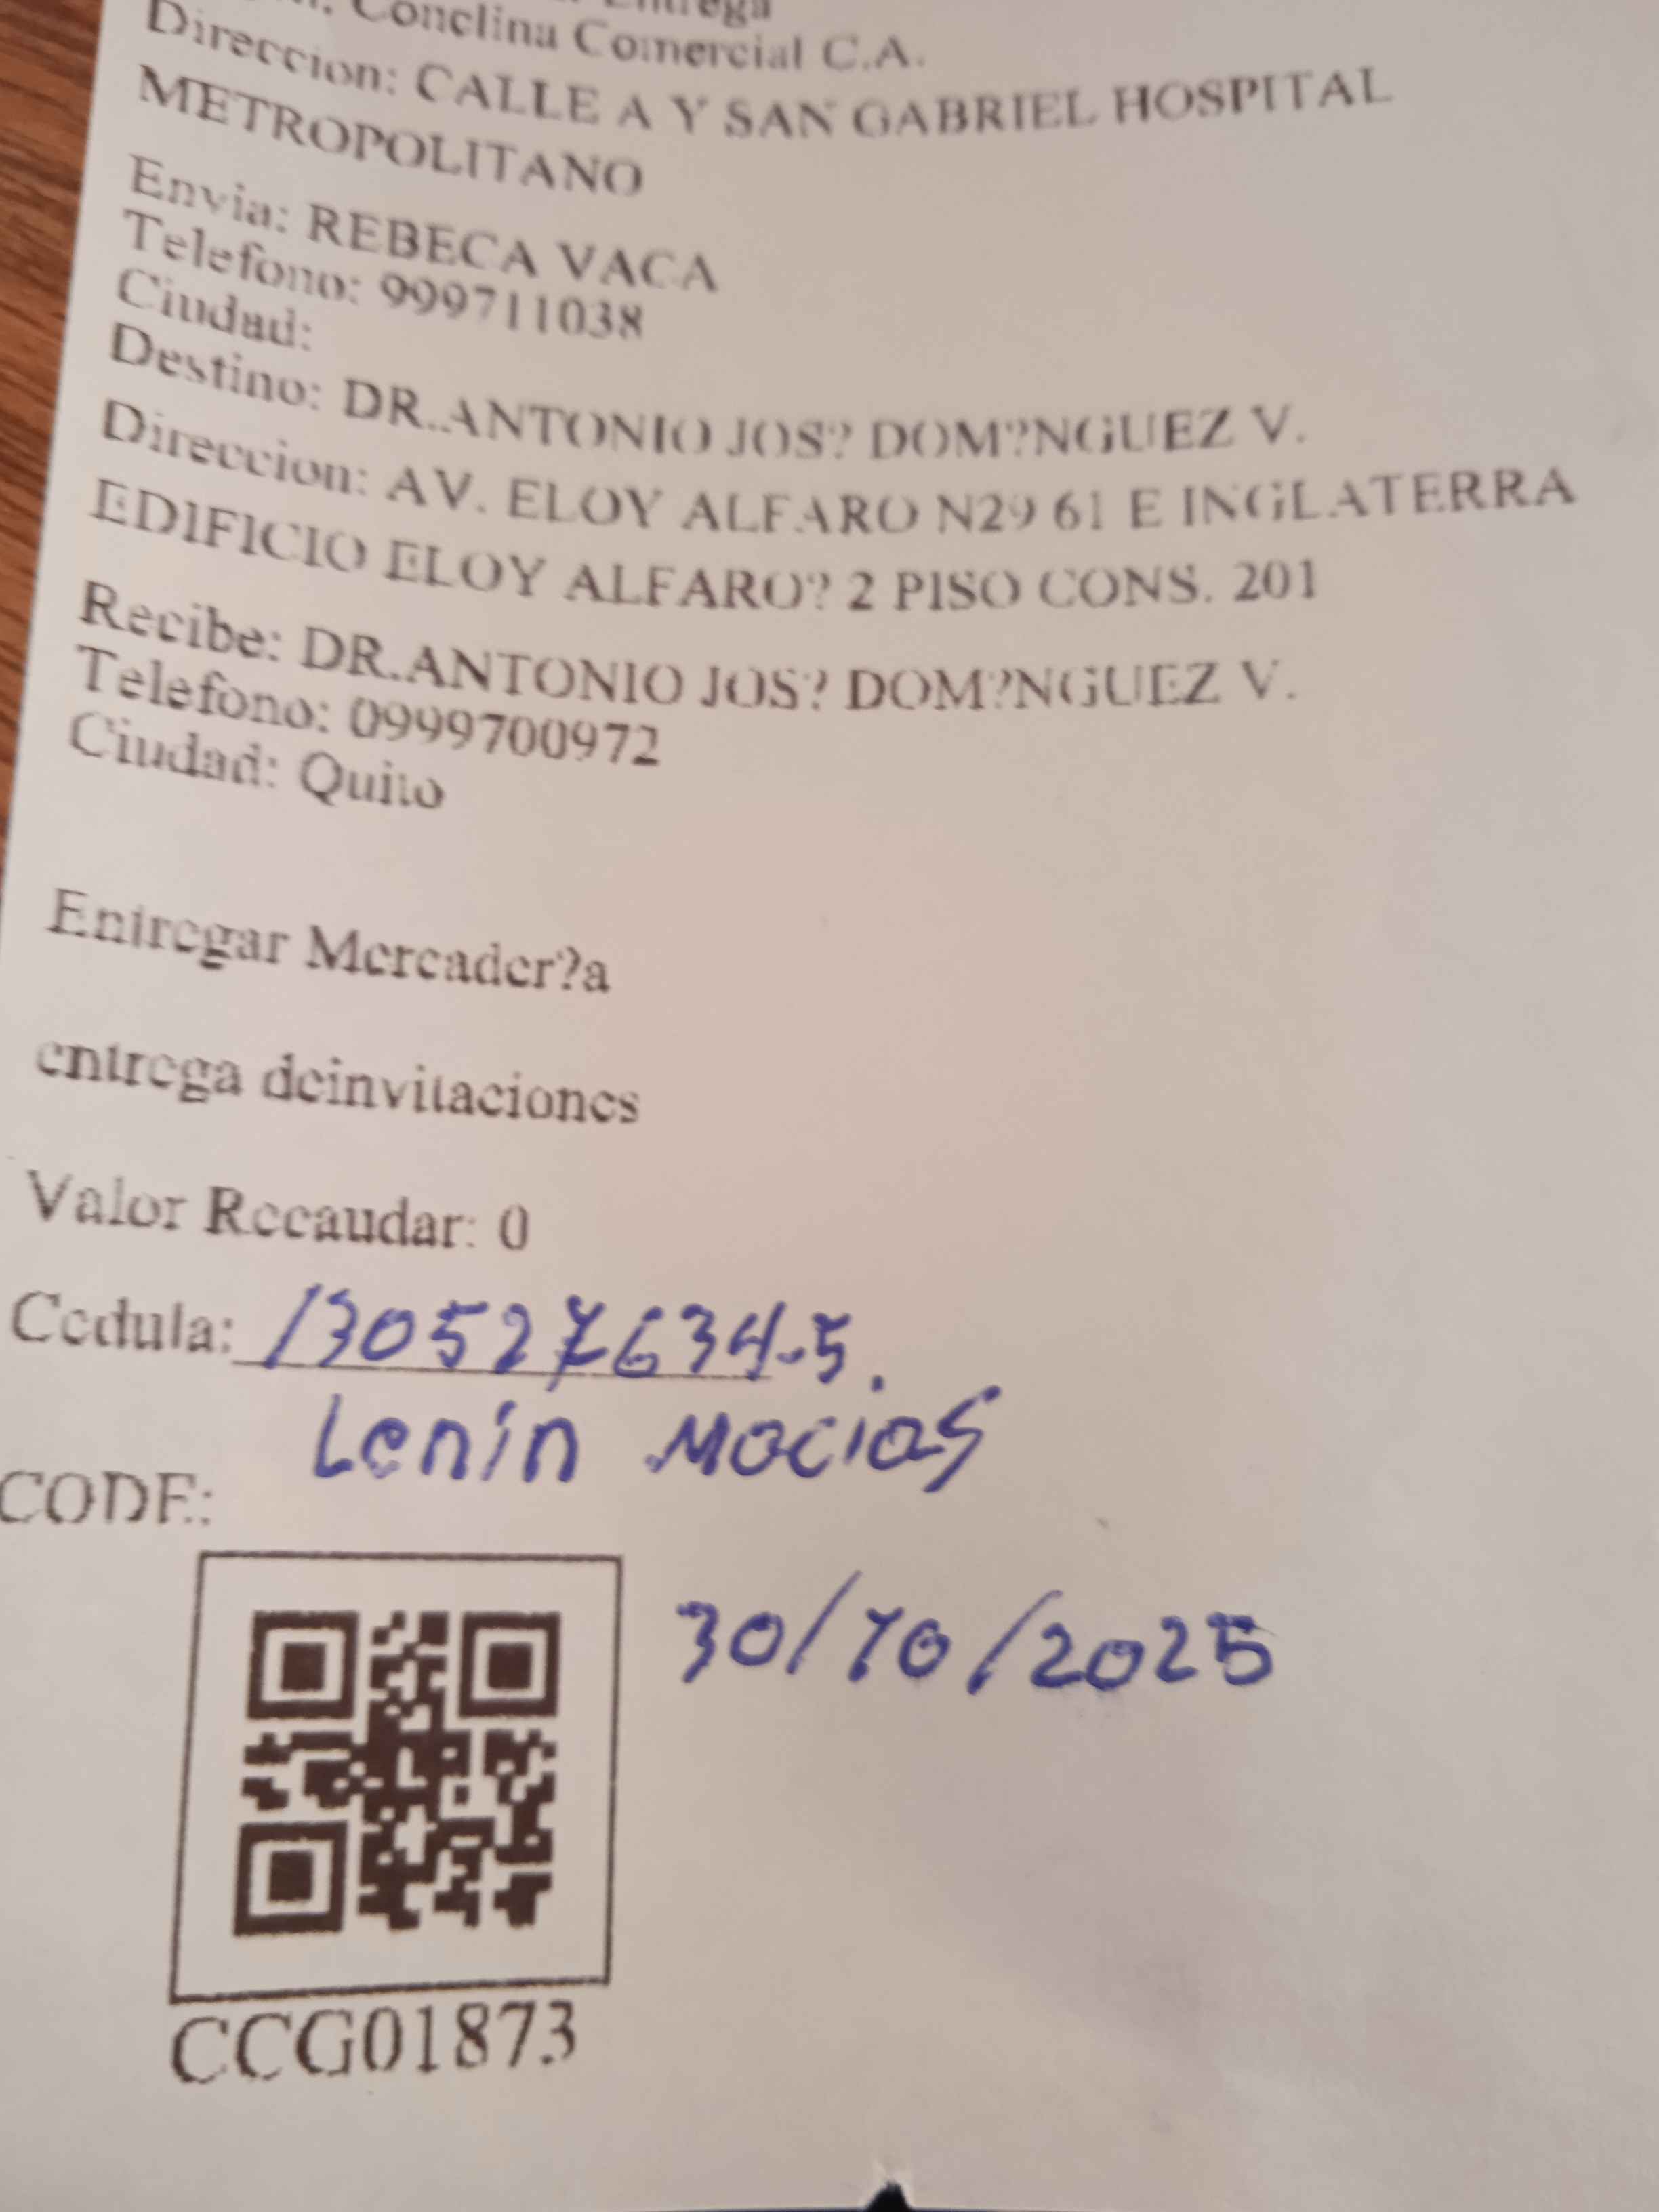 Entrega
Conclina Comercial C.A.
Direccion: CALLE A Y SAN GABRIEL HOSPITAL
METROPOLITANO
Envia: REBECA VACA
Telefono: 999711038
Ciudad:
Destino: DR..ANTONIO JOS? DOM?NGUEZ V.
Direccion: AV. ELOY ALFARO N29 61 E INGLATERRA
EDIFICIO ELOY ALFARO? 2 PISO CONS. 201
Recibe: DR..ANTONIO JOS? DOM?NGUEZ V.
Telefono: 0999700972
Ciudad: Quito
Entregar Mercader?a
entrega deinvitaciones
Valor Recaudar: 0
Cedula: 130527634-5.
Lenín Macías
CODE:
30/10/2025
CCG01873